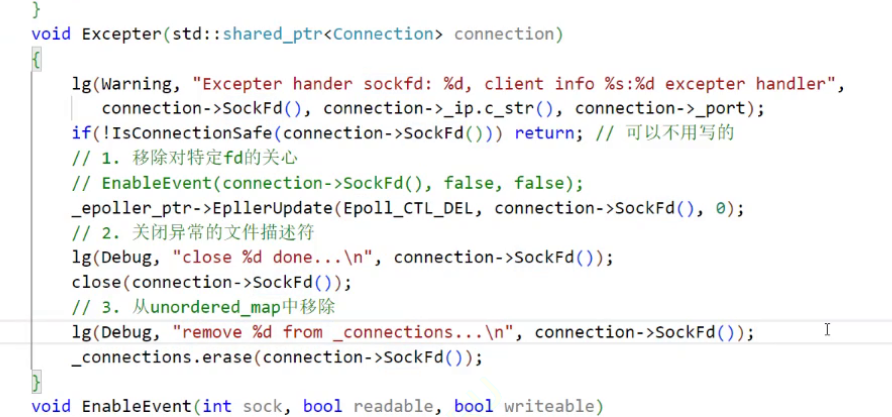 }
void Excepter(std::shared_ptr<Connection> connection)
{
lg(Warning, "Excepter hander sockfd: %d, client info %s:%d excepter handler",
connection->SockFd(), connection->_ip.c_str(), connection->_port);
if(!IsConnectionSafe(connection->SockFd())) return; // 可以不用写的
// 1. 移除对特定fd的关心
// EnableEvent(connection->SockFd(), false, false);
_epoller_ptr->EpllerUpdate(Epoll_CTL_DEL, connection->SockFd(), 0);
// 2. 关闭异常的文件描述符
lg(Debug, "close %d done...\n", connection->SockFd());
close(connection->SockFd());
// 3. 从unordered_map中移除
lg(Debug, "remove %d from _connections...\n", connection->SockFd());
_connections.erase(connection->SockFd());
}
void EnableEvent(int sock, bool readable, bool writeable)